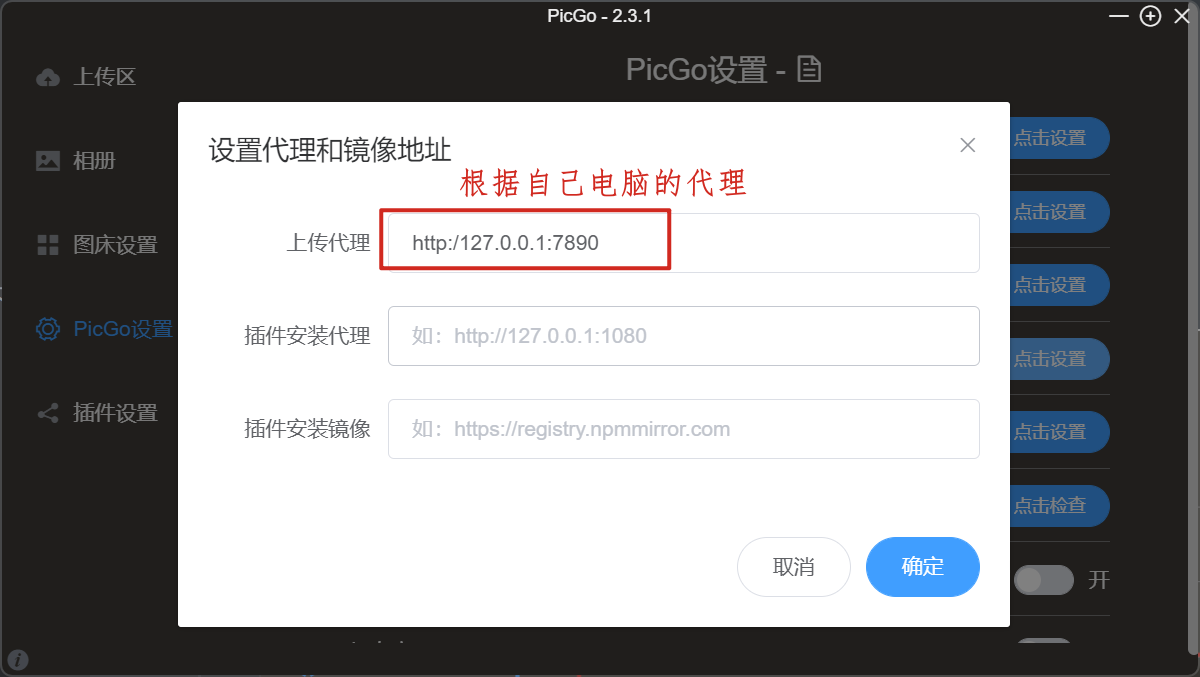 PicGo - 2.3.1
上传区
PicGo设置 -
相册
图床设置
PicGo设置
插件设置
设置代理和镜像地址
根据自己电脑的代理
上传代理 http:/127.0.0.1:7890
插件安装代理 如：http://127.0.0.1:1080
插件安装镜像 如：https://registry.npmmirror.com
取消 确定
点击设置
点击设置
点击设置
点击设置
点击设置
点击检查
开